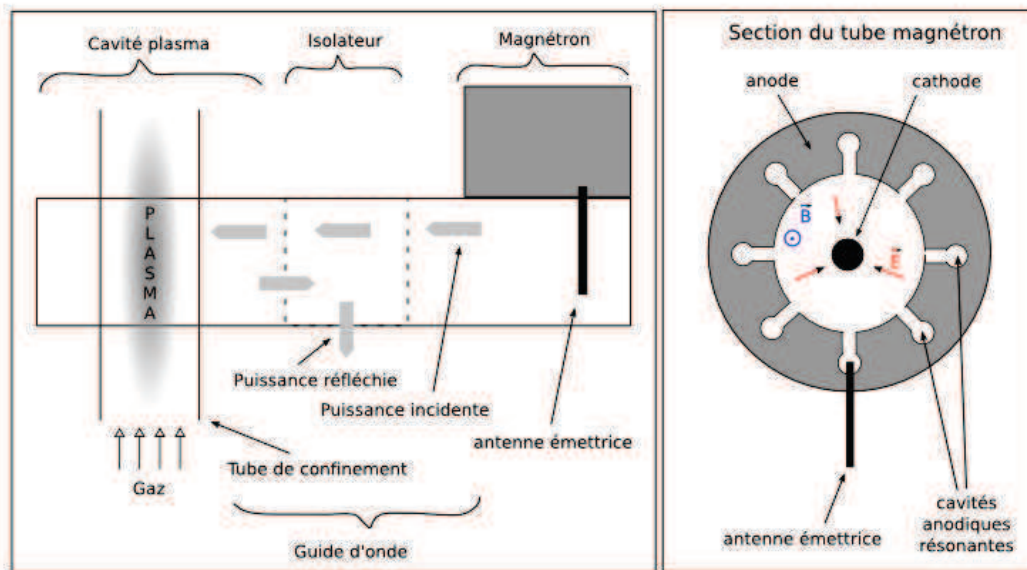 Cavité plasma
Isolateur
Magnétron
PLASMA
Puissance réfléchie
Puissance incidente
antenne émettrice
Tube de confinement
Gaz
Guide d'onde
Section du tube magnétron
anode
cathode
B
E
antenne émettrice
cavités
anodiques
résonantes